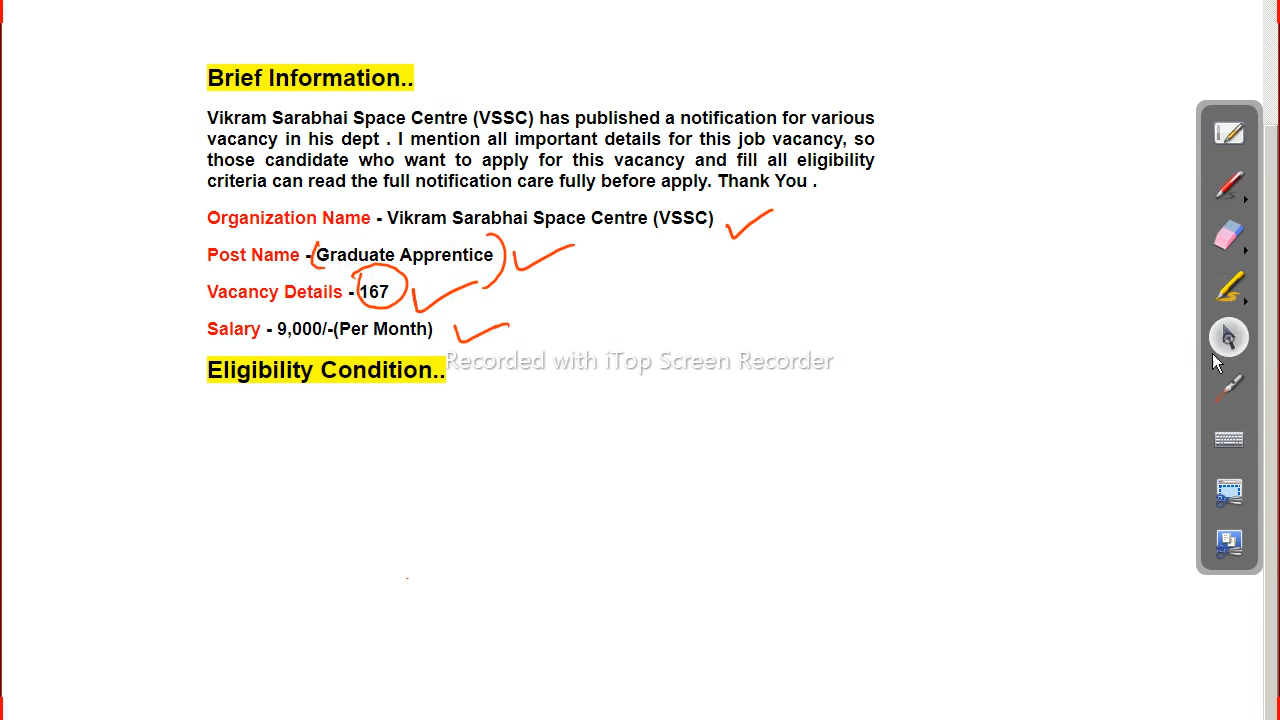 Brief Information..
Vikram Sarabhai Space Centre (VSSC) has published a notification for various
vacancy in his dept . I mention all important details for this job vacancy, so
those candidate who want to apply for this vacancy and fill all eligibility
criteria can read the full notification care fully before apply. Thank You .
Organization Name - Vikram Sarabhai Space Centre (VSSC)
Post Name - Graduate Apprentice
Vacancy Details - 167
Salary - 9,000/-(Per Month)
Recorded with iTop Screen Recorder
Eligibility Condition..